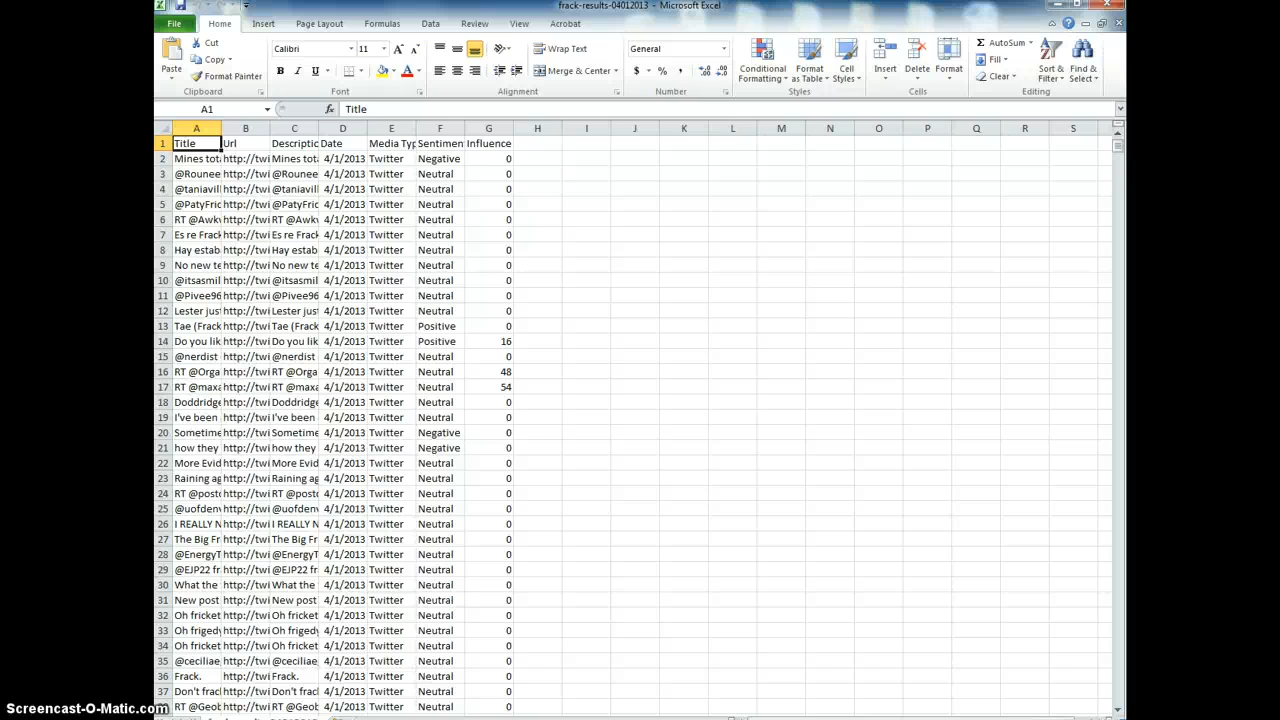 frack-results-04012013 - Microsoft Excel
File Home Insert Page Layout Formulas Data Review View Acrobat
Paste Cut Copy Format Painter Clipboard
Calibri 11 A A B I U A Font
Wrap Text Merge & Center Alignment
General $ % , Number
Conditional Formatting Format as Table Cell Styles Styles
Insert Delete Format Cells
AutoSum Fill Clear Sort & Filter Find & Select Editing
A1 fx Title
A B C D E F G H I J K L M N O P Q R S
1 Title Url Descriptio Date Media Typ Sentimen Influence
2 Mines tota http://twi Mines tota 4/1/2013 Twitter Negative 0
3 @Rounee http://twi @Rounee 4/1/2013 Twitter Neutral 0
4 @taniavill http://twi @taniavill 4/1/2013 Twitter Neutral 0
5 @PatyFric http://twi @PatyFric 4/1/2013 Twitter Neutral 0
6 RT @Awkw http://twi RT @Awkw 4/1/2013 Twitter Neutral 0
7 Es re Frack http://twi Es re Frack 4/1/2013 Twitter Neutral 0
8 Hay estab http://twi Hay estab 4/1/2013 Twitter Neutral 0
9 No new te http://twi No new te 4/1/2013 Twitter Neutral 0
10 @itsasmil http://twi @itsasmil 4/1/2013 Twitter Neutral 0
11 @Pivee96 http://twi @Pivee96 4/1/2013 Twitter Neutral 0
12 Lester just http://twi Lester just 4/1/2013 Twitter Neutral 0
13 Tae (Frack http://twi Tae (Frack 4/1/2013 Twitter Positive 0
14 Do you lik http://twi Do you lik 4/1/2013 Twitter Positive 16
15 @nerdist http://twi @nerdist 4/1/2013 Twitter Neutral 0
16 RT @Orga http://twi RT @Orga 4/1/2013 Twitter Neutral 48
17 RT @maxa http://twi RT @maxa 4/1/2013 Twitter Neutral 54
18 Doddridge http://twi Doddridge 4/1/2013 Twitter Neutral 0
19 I've been http://twi I've been 4/1/2013 Twitter Neutral 0
20 Sometime http://twi Sometime 4/1/2013 Twitter Negative 0
21 how they http://twi how they 4/1/2013 Twitter Negative 0
22 More Evid http://twi More Evid 4/1/2013 Twitter Neutral 0
23 Raining ag http://twi Raining ag 4/1/2013 Twitter Neutral 0
24 RT @postc http://twi RT @postc 4/1/2013 Twitter Neutral 0
25 @uofdenv http://twi @uofdenv 4/1/2013 Twitter Neutral 0
26 I REALLY N http://twi I REALLY N 4/1/2013 Twitter Neutral 0
27 The Big Fr http://twi The Big Fr 4/1/2013 Twitter Neutral 0
28 @EnergyT http://twi @EnergyT 4/1/2013 Twitter Neutral 0
29 @EJP22 fr http://twi @EJP22 fr 4/1/2013 Twitter Neutral 0
30 What the http://twi What the 4/1/2013 Twitter Neutral 0
31 New post http://twi New post 4/1/2013 Twitter Neutral 0
32 Oh fricket http://twi Oh fricket 4/1/2013 Twitter Neutral 0
33 Oh frigedy http://twi Oh frigedy 4/1/2013 Twitter Neutral 0
34 Oh fricket http://twi Oh fricket 4/1/2013 Twitter Neutral 0
35 @ceciliae http://twi @ceciliae 4/1/2013 Twitter Neutral 0
36 Frack. http://twi Frack. 4/1/2013 Twitter Neutral 0
37 Don't frac http://twi Don't frac 4/1/2013 Twitter Neutral 0
RT @Geob http://twi RT @Geob 4/1/2013 Twitter Neutral 0
Screencast-O-Matic.com